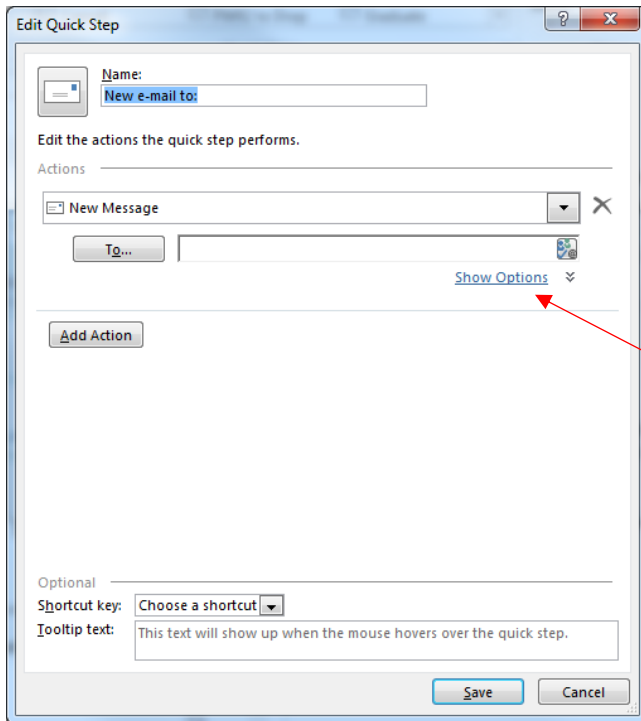 Edit Quick Step
Name:
New e-mail to:
Edit the actions the quick step performs.
Actions
New Message
To...
Show Options
Add Action
Optional
Shortcut key: Choose a shortcut
Tooltip text: This text will show up when the mouse hovers over the quick step.
Save Cancel